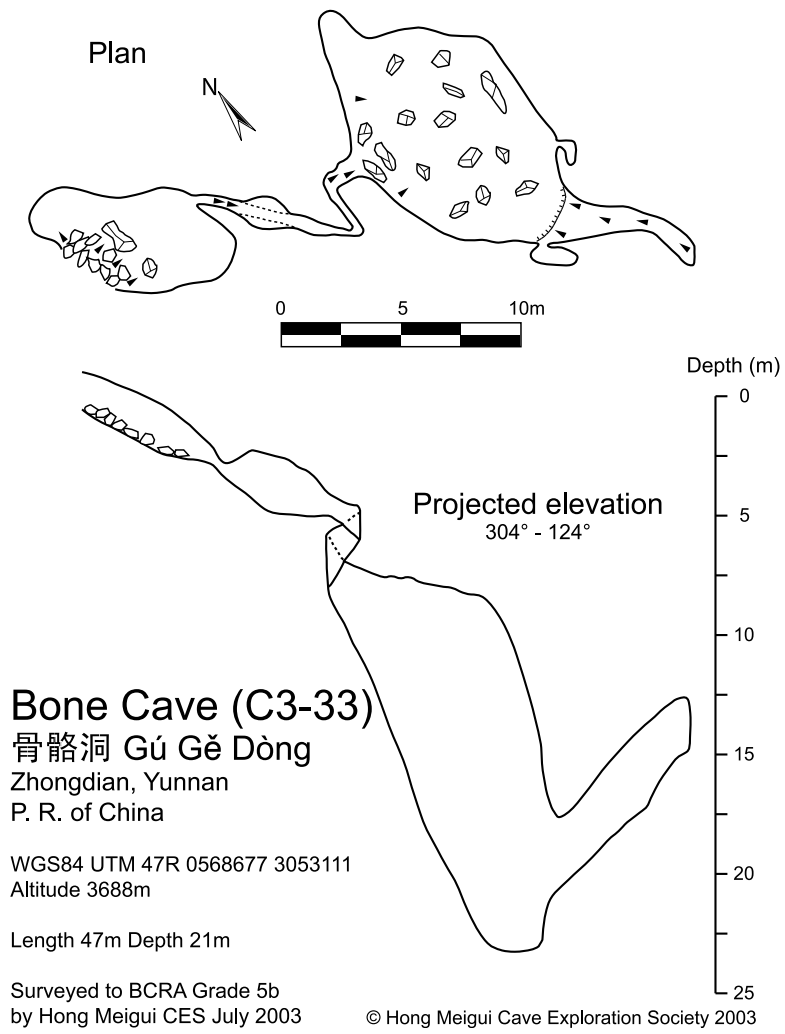 Plan
N
0 5 10m
Depth (m)
0
5
10
15
20
25
Projected elevation
304° - 124°
Bone Cave (C3-33)
骨骼洞 Gú Gě Dòng
Zhongdian, Yunnan
P. R. of China
WGS84 UTM 47R 0568677 3053111
Altitude 3688m
Length 47m Depth 21m
Surveyed to BCRA Grade 5b
by Hong Meigui CES July 2003
© Hong Meigui Cave Exploration Society 2003